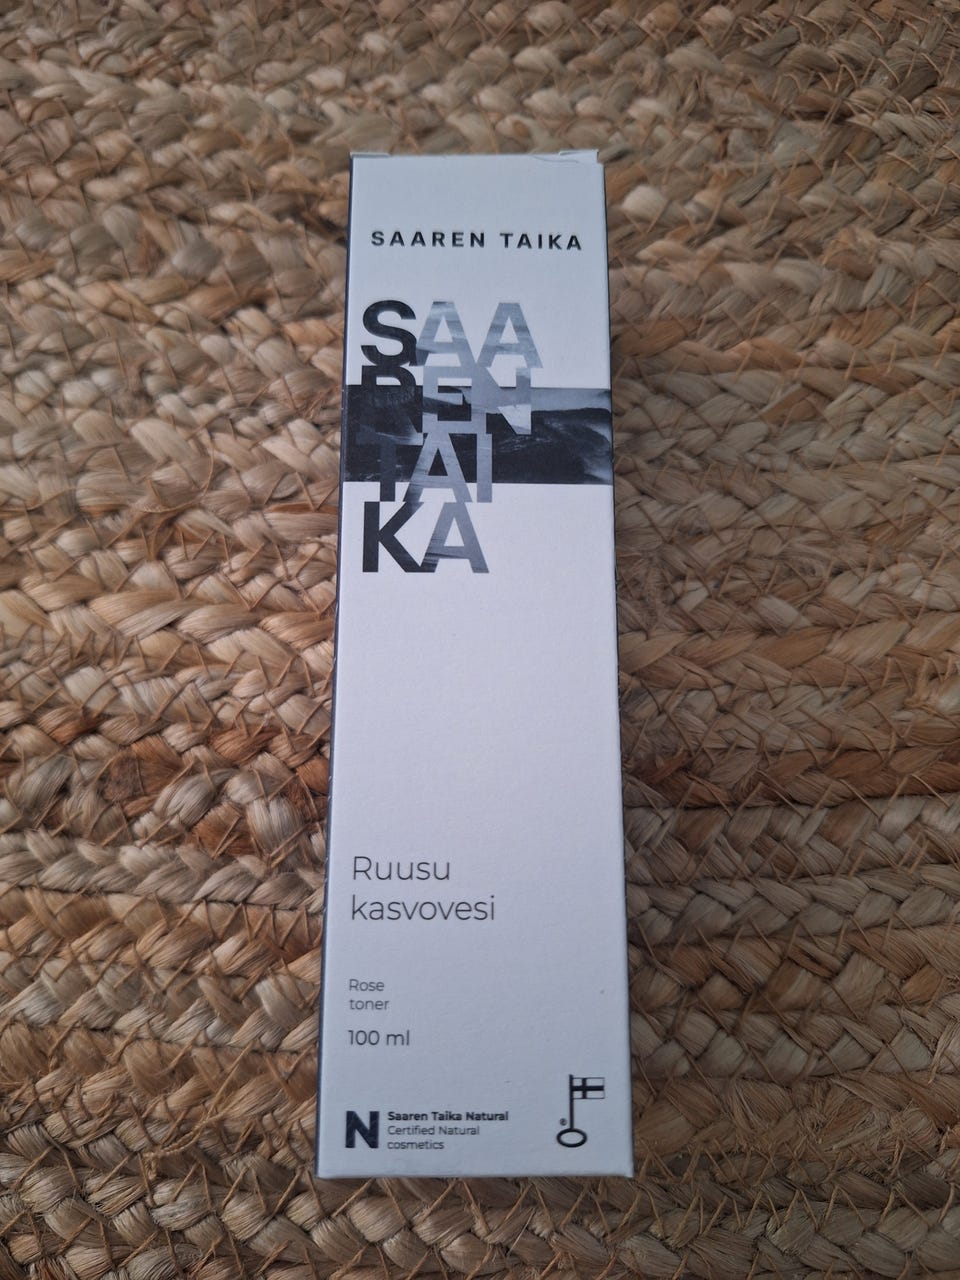 SAAREN TAIKA
SAA
REN
TAI
KA
Ruusu
kasvovesi
Rose
toner
100 ml
N
Saaren Taika Natural
Certified Natural
cosmetics
®